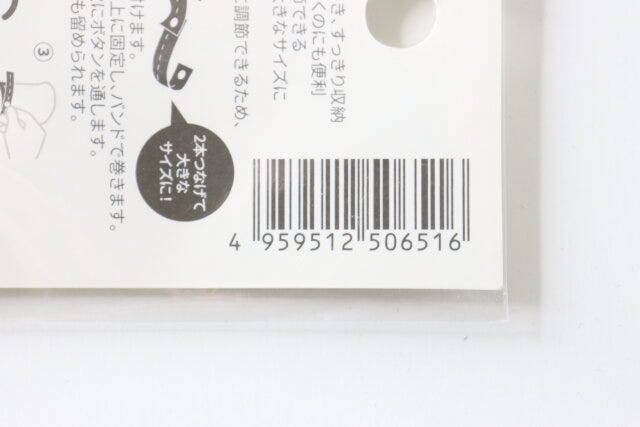 き、すっきり収納
くのにも便利
節できる
きなサイズに
に調節できるため、
2本つなげて
大きな
サイズに!
けます。
上に固定し、バンドで巻きます。
にボタンを通します。
も留められます。
③
4 959512 506516